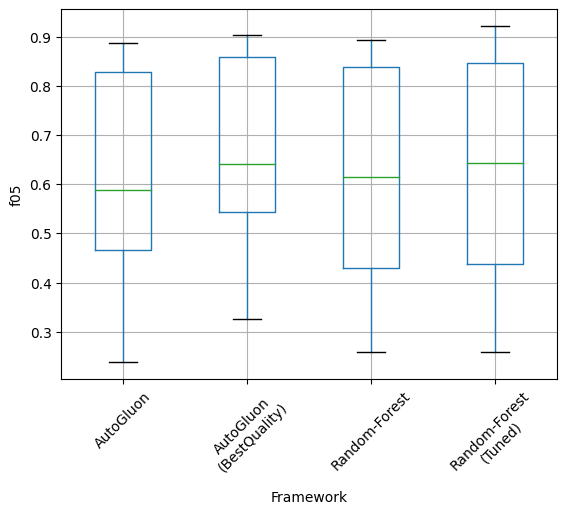 0.9
0.8
0.7
0.6
0.5
0.4
0.3
f05
AutoGluon
AutoGluon
(BestQuality)
Random-Forest
Random-Forest
(Tuned)
Framework